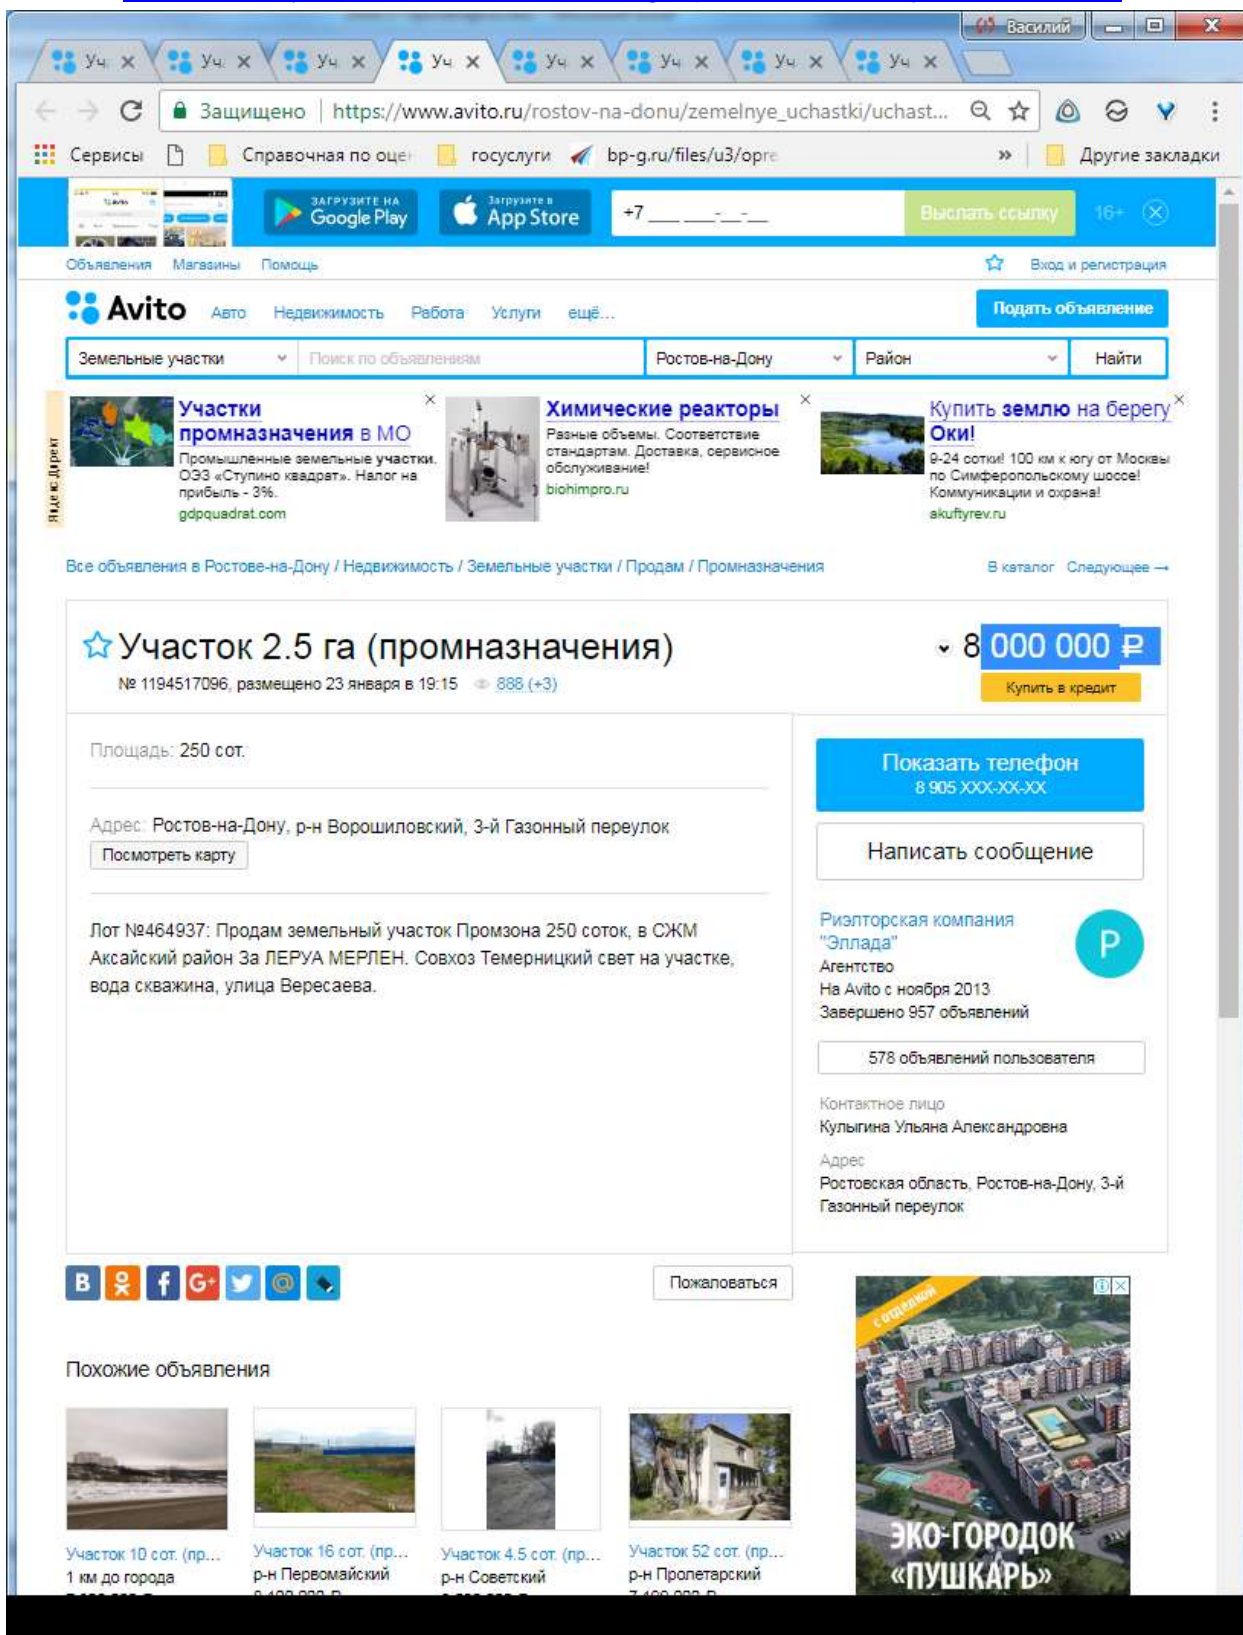 Василий
Уч
Уч
Уч
Уч
Уч
Уч
Уч
Уч
Защищено | https://www.avito.ru/rostov-na-donu/zemelnye_uchastki/uchast...
Сервисы
Справочная по оце
госуслуги
bp-g.ru/files/u3/opre
»
Другие закладки
ЗАГРУЗИТЕ НА
Google Play
Загрузите в
App Store
+7 ___ ___-__-__
Выслать ссылку
16+
Объявления Магазины Помощь
Вход и регистрация
Avito
Авто Недвижимость Работа Услуги ещё...
Подать объявление
Земельные участки
Поиск по объявлениям
Ростов-на-Дону
Район
Найти
Яндекс Директ
Участки
промназначения в МО
Промышленные земельные участки.
ОЭЗ «Ступино квадрат». Налог на
прибыль - 3%.
gdpquadrat.com
Химические реакторы
Разные объемы. Соответствие
стандартам. Доставка, сервисное
обслуживание!
biohimpro.ru
Купить землю на берегу
Оки!
9-24 сотки! 100 км к югу от Москвы
по Симферопольскому шоссе!
Коммуникации и охрана!
akuftyrev.ru
Все объявления в Ростове-на-Дону / Недвижимость / Земельные участки / Продам / Промназначения
В каталог Следующее →
Участок 2.5 га (промназначения)
8 000 000 ₽
№ 1194517096, размещено 23 января в 19:15 888 (+3)
Купить в кредит
Площадь: 250 сот.
Адрес: Ростов-на-Дону, р-н Ворошиловский, 3-й Газонный переулок
Посмотреть карту
Лот №464937: Продам земельный участок Промзона 250 соток, в СЖМ
Аксайский район За ЛЕРУА МЕРЛЕН. Совхоз Темерницкий свет на участке,
вода скважина, улица Вересаева.
Показать телефон
8 905 XXX-XX-XX
Написать сообщение
Риэлторская компания
"Эллада"
Р
Агентство
На Avito с ноября 2013
Завершено 957 объявлений
578 объявлений пользователя
Контактное лицо
Кулыгина Ульяна Александровна
Адрес
Ростовская область, Ростов-на-Дону, 3-й
Газонный переулок
Пожаловаться
Похожие объявления
Участок 10 сот. (пр...
1 км до города
Участок 16 сот. (пр...
р-н Первомайский
Участок 4.5 сот. (пр...
р-н Советский
Участок 52 сот. (пр...
р-н Пролетарский
с отделкой
ЭКО-ГОРОДОК
«ПУШКАРЬ»